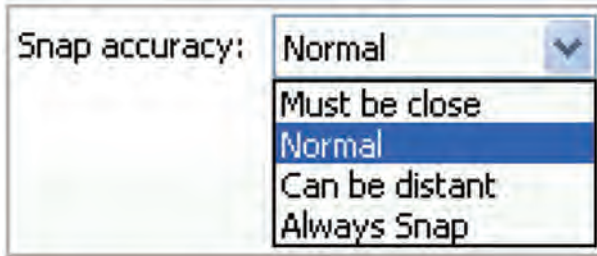 Snap accuracy: Normal
Must be close
Normal
Can be distant
Always Snap